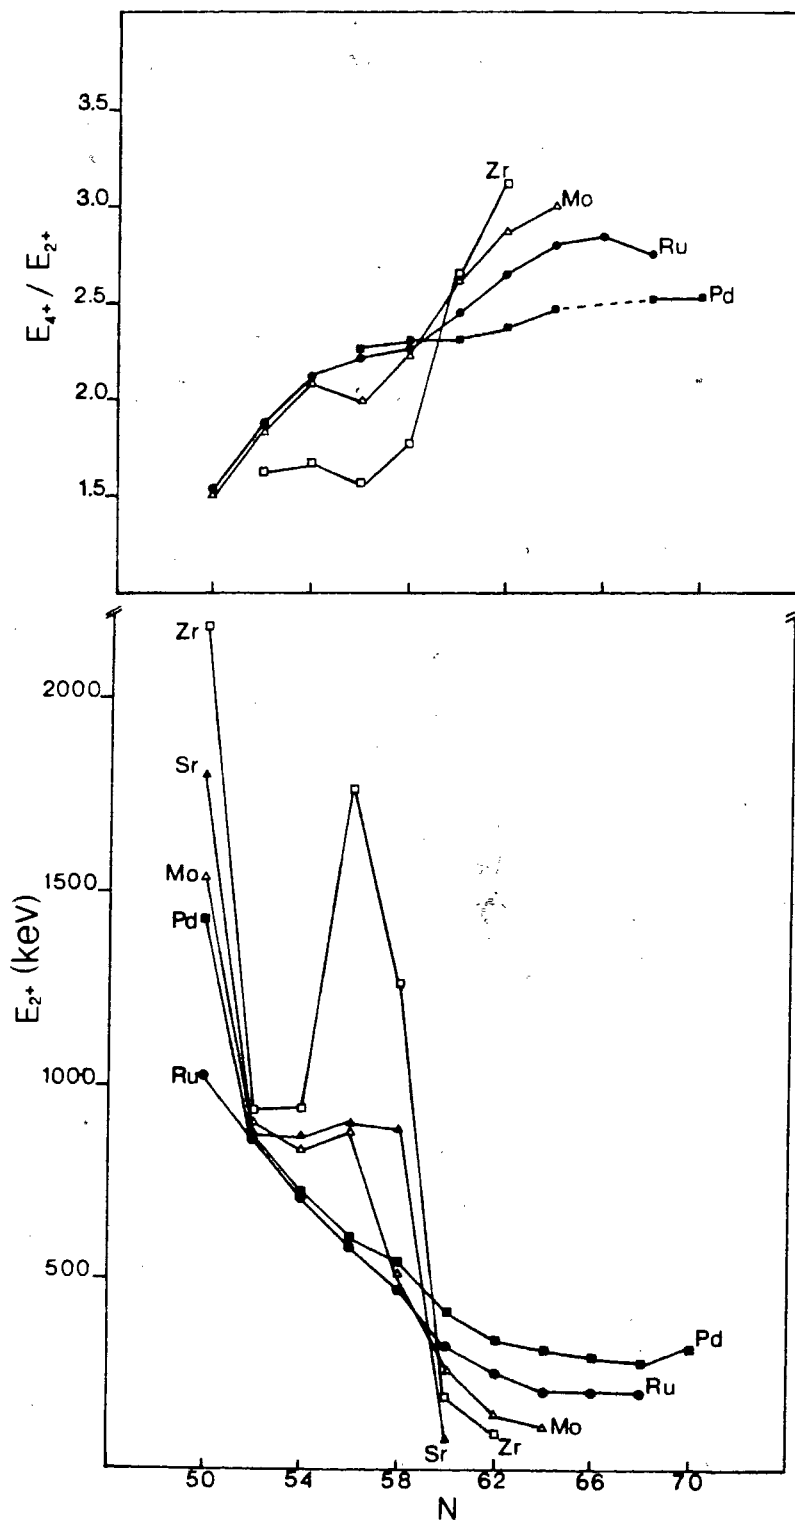 3.5
3.0
2.5
2.0
1.5
E₄⁺ / E₂⁺
Zr
Mo
Ru
Pd
2000
1500
1000
500
E₂⁺ (keV)
Zr
Sr
Mo
Pd
Ru
Pd
Ru
Mo
Zr
Sr
50 54 58 62 66 70
N